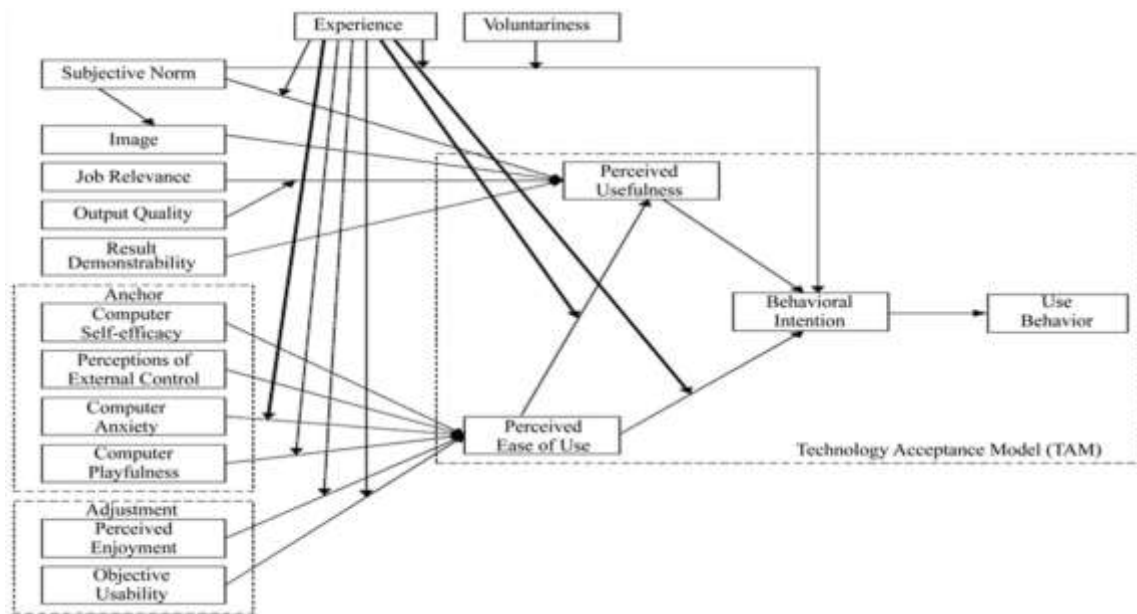 Experience
Voluntariness
Subjective Norm
Image
Job Relevance
Output Quality
Result
Demonstrability
Anchor
Computer
Self-efficacy
Perceptions of
External Control
Computer
Anxiety
Computer
Playfulness
Adjustment
Perceived
Enjoyment
Objective
Usability
Perceived
Usefulness
Perceived
Ease of Use
Behavioral
Intention
Use
Behavior
Technology Acceptance Model (TAM)